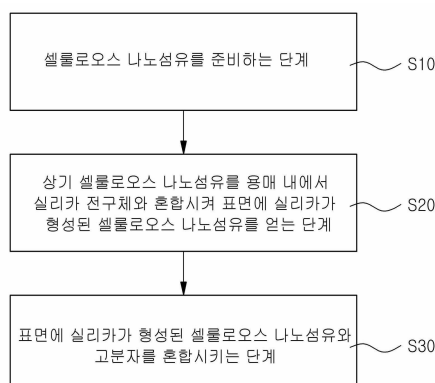 셀룰로오스 나노섬유를 준비하는 단계
S10
상기 셀룰로오스 나노섬유를 용매 내에서
실리카 전구체와 혼합시켜 표면에 실리카가
형성된 셀룰로오스 나노섬유를 얻는 단계
S20
표면에 실리카가 형성된 셀룰로오스 나노섬유와
고분자를 혼합시키는 단계
S30